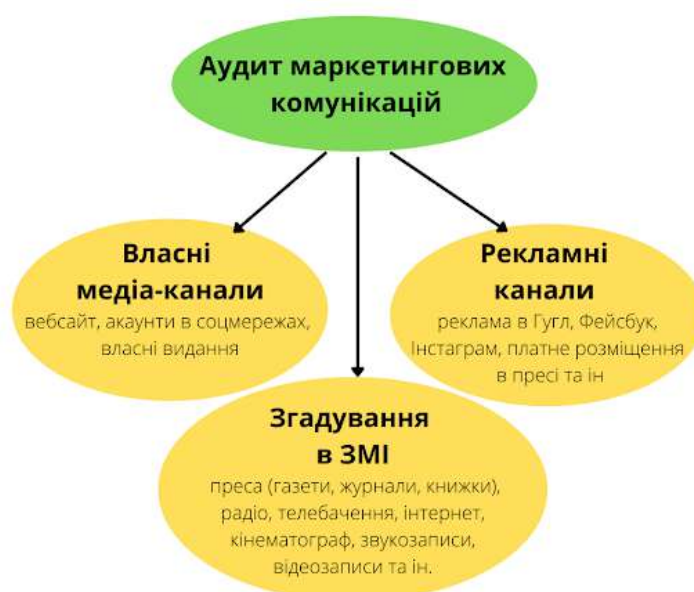 Аудит маркетингових
комунікацій
Власні
медіа-канали
вебсайт, акаунти в соцмережах,
власні видання
Рекламні
канали
реклама в Гугл, Фейсбук,
Інстаграм, платне розміщення
в пресі та ін
Згадування
в ЗМІ
преса (газети, журнали, книжки),
радіо, телебачення, інтернет,
кінематограф, звукозаписи,
відеозаписи та ін.